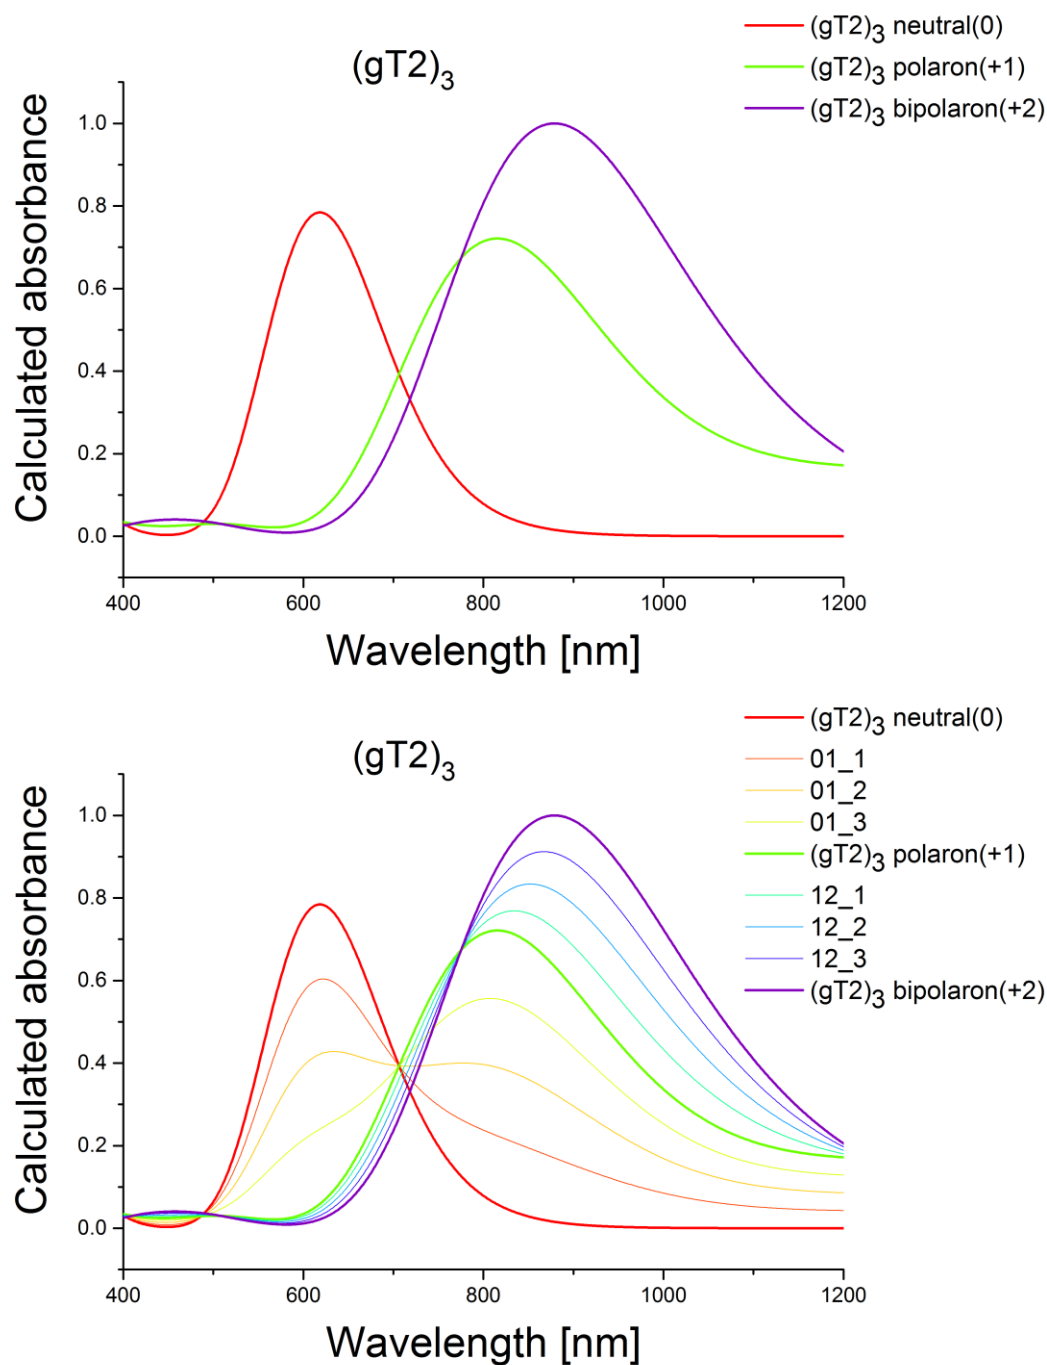 (gT2)3 neutral(0)
(gT2)3 polaron(+1)
(gT2)3 bipolaron(+2)
(gT2)3
Calculated absorbance
1.0
0.8
0.6
0.4
0.2
0.0
400 600 800 1000 1200
Wavelength [nm]
(gT2)3 neutral(0)
01_1
01_2
01_3
(gT2)3 polaron(+1)
12_1
12_2
12_3
(gT2)3 bipolaron(+2)
(gT2)3
Calculated absorbance
1.0
0.8
0.6
0.4
0.2
0.0
400 600 800 1000 1200
Wavelength [nm]